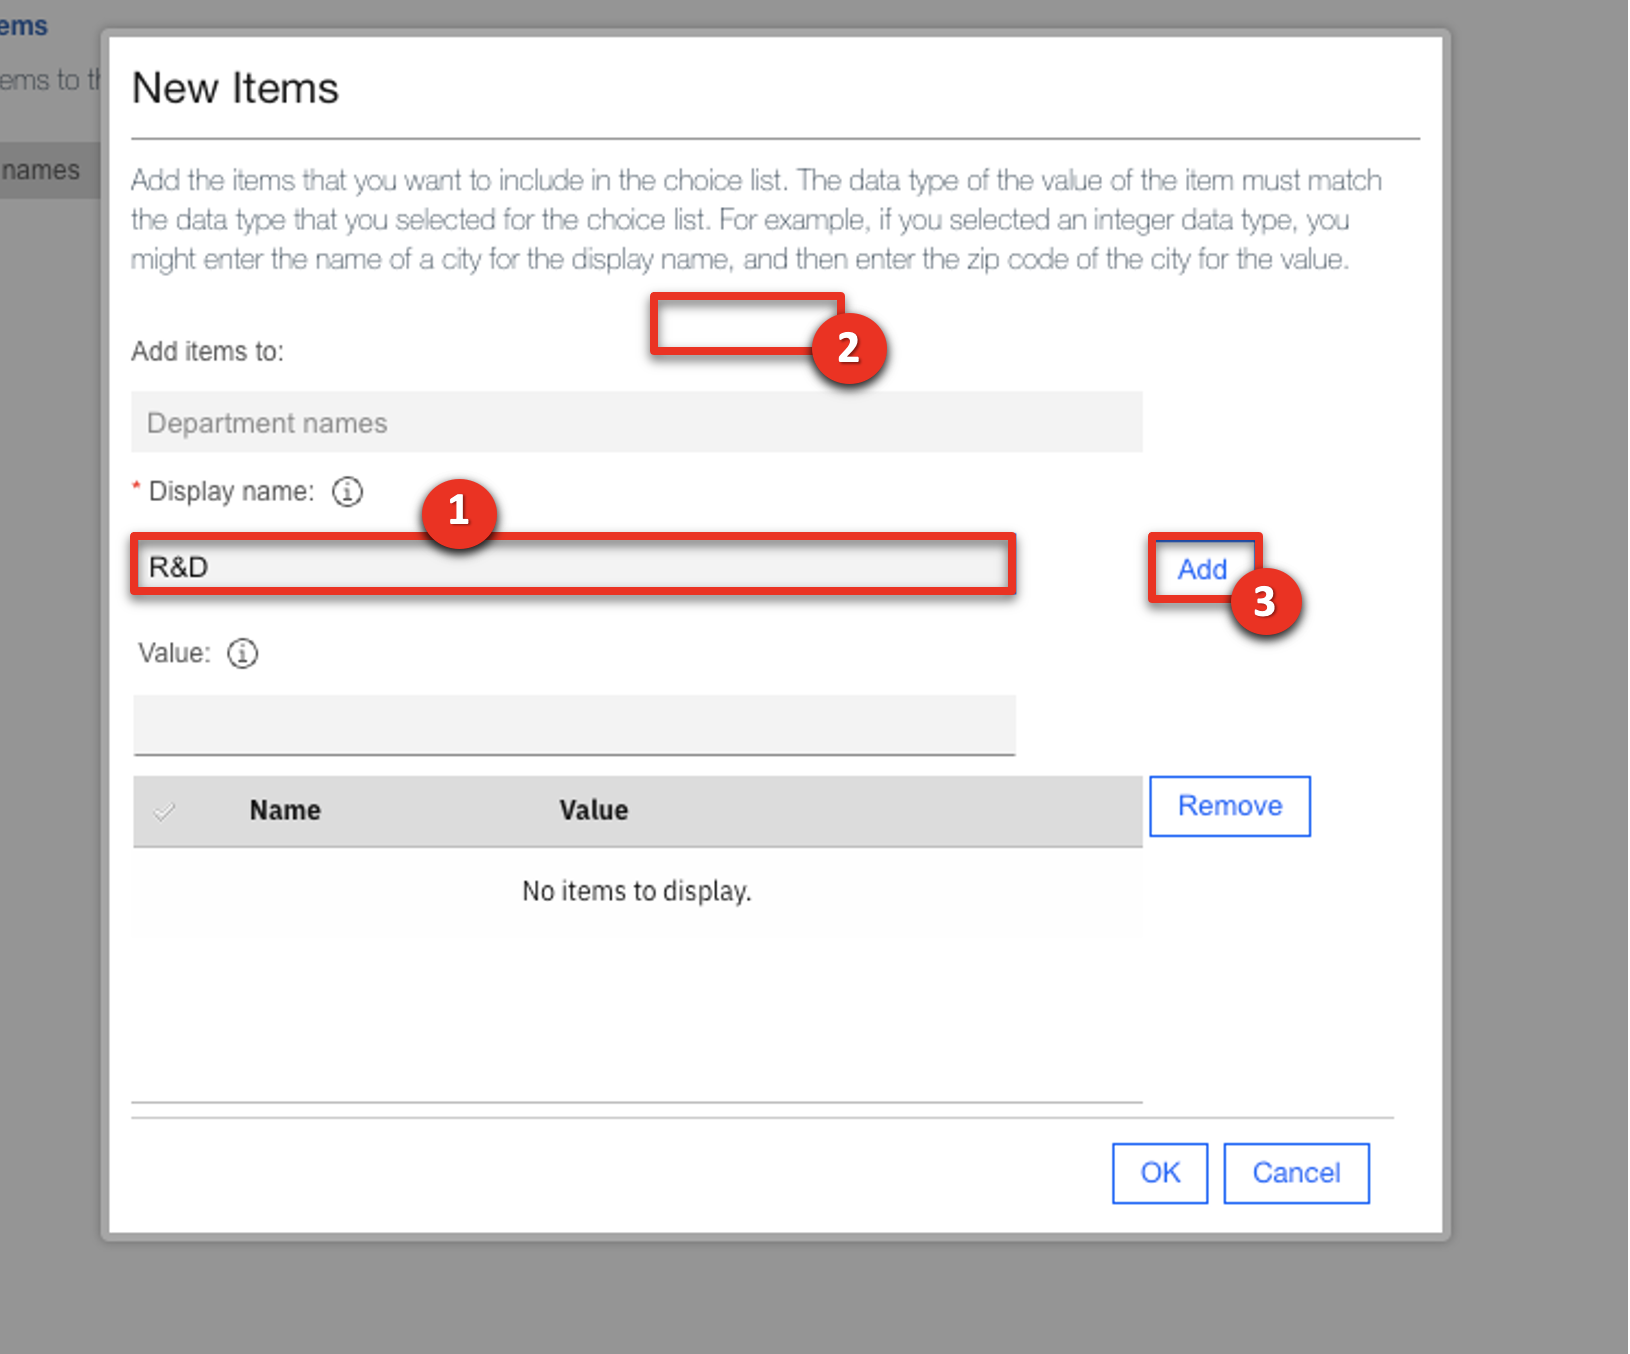 ems
ems to th
names
New Items
Add the items that you want to include in the choice list. The data type of the value of the item must match
the data type that you selected for the choice list. For example, if you selected an integer data type, you
might enter the name of a city for the display name, and then enter the zip code of the city for the value.
2
Add items to:
Department names
* Display name:
1
R&D
Add
3
Value:
Name Value
Remove
No items to display.
OK Cancel